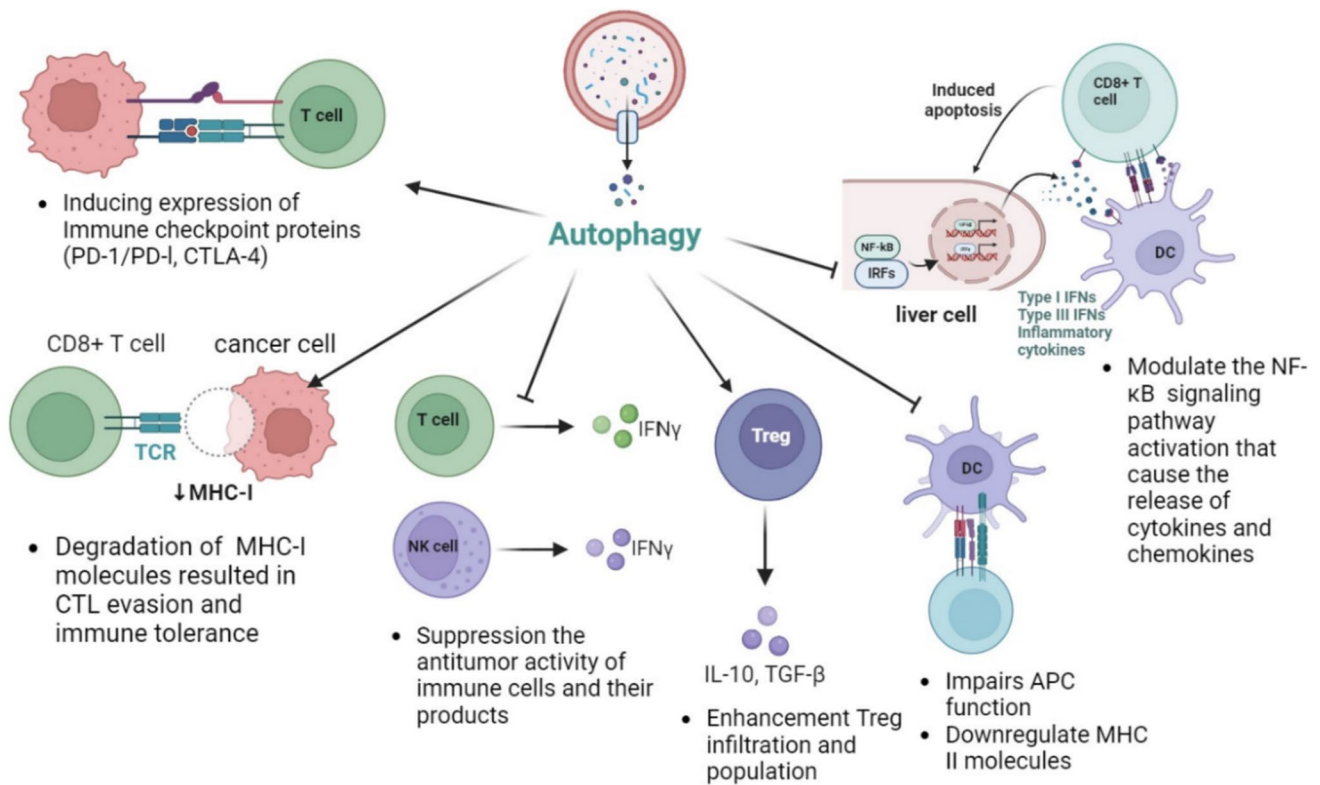 T cell
• Inducing expression of
Immune checkpoint proteins
(PD-1/PD-l, CTLA-4)
Autophagy
Induced
apoptosis
CD8+ T
cell
NF-kB
IRFs
DC
liver cell
Type I IFNs
Type III IFNs
Inflammatory
cytokines
• Modulate the NF-
κB signaling
pathway
activation that
cause the
release of
cytokines and
chemokines
CD8+ T cell
cancer cell
TCR
↓MHC-I
• Degradation of MHC-I
molecules resulted in
CTL evasion and
immune tolerance
T cell
IFNγ
NK cell
IFNγ
• Suppression the
antitumor activity of
immune cells and their
products
Treg
IL-10, TGF-β
• Enhancement Treg
infiltration and
population
DC
• Impairs APC
function
• Downregulate MHC
II molecules